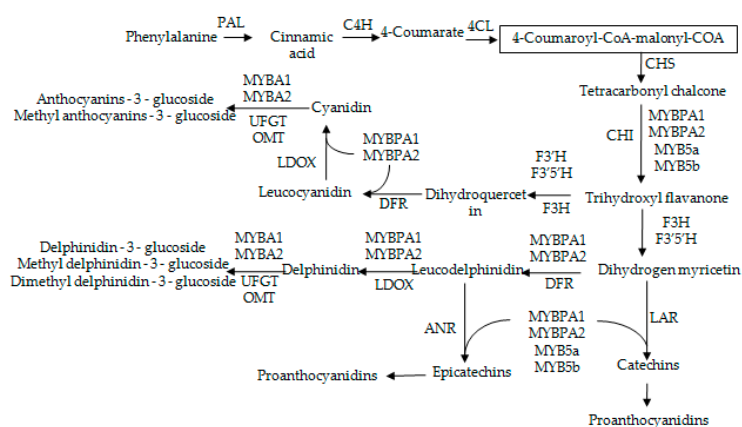 PAL
C4H
4CL
Phenylalanine
Cinnamic
acid
4-Coumarate
4-Coumaroyl-CoA-malonyl-COA
CHS
Tetracarbonyl chalcone
MYBA1
MYBA2
Anthocyanins - 3 - glucoside
Methyl anthocyanins - 3 - glucoside
UFGT
OMT
Cyanidin
MYBPA1
MYBPA2
LDOX
CHI
MYBPA1
MYBPA2
MYB5a
MYB5b
Leucocyanidin
DFR
Dihydroquercet
in
F3'H
F3'5'H
F3H
Trihydroxyl flavanone
F3H
F3'5'H
Delphinidin - 3 - glucoside
Methyl delphinidin - 3 - glucoside
Dimethyl delphinidin - 3 - glucoside
MYBA1
MYBA2
UFGT
OMT
Delphinidin
MYBPA1
MYBPA2
LDOX
Leucodelphinidin
MYBPA1
MYBPA2
DFR
Dihydrogen myricetin
ANR
MYBPA1
MYBPA2
MYB5a
MYB5b
LAR
Proanthocyanidins
Epicatechins
Catechins
Proanthocyanidins